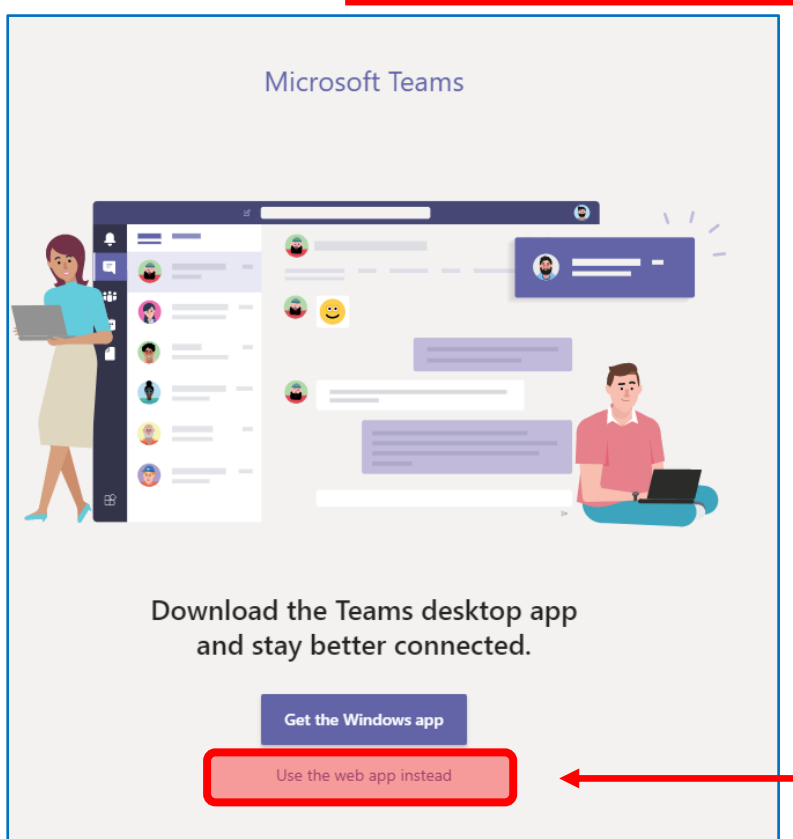 Microsoft Teams
Download the Teams desktop app
and stay better connected.
Get the Windows app
Use the web app instead